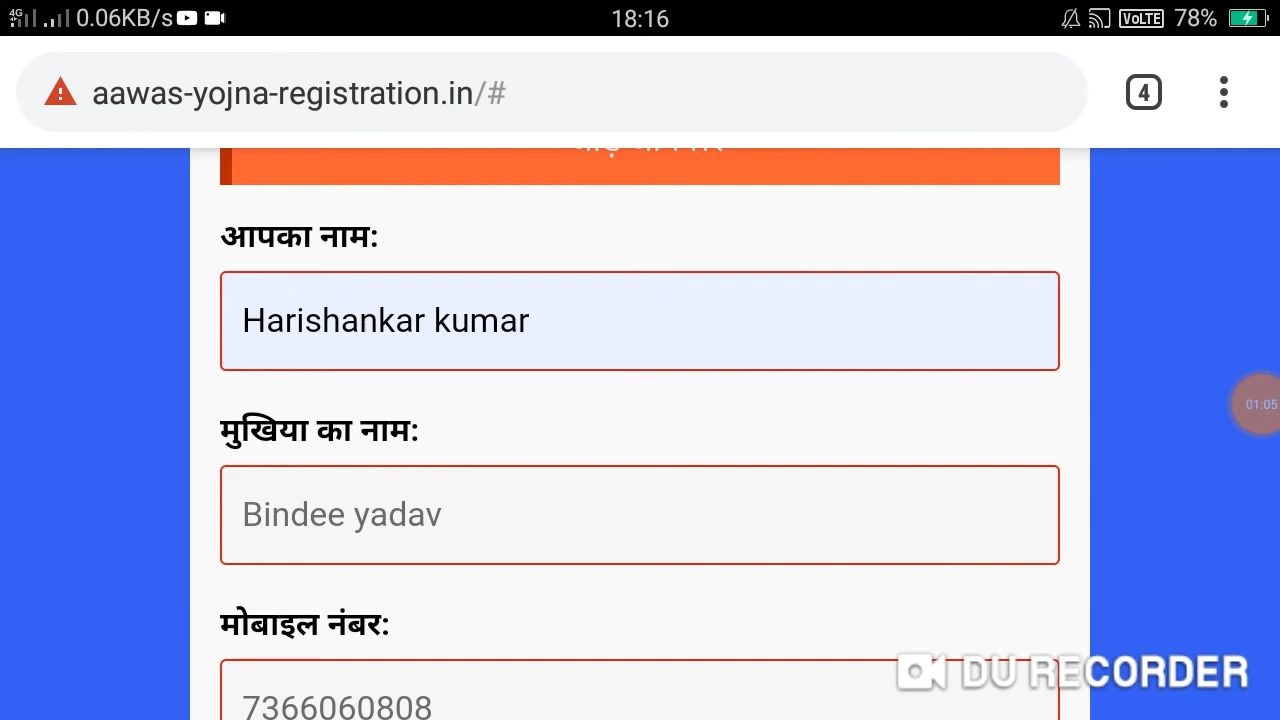 4G 0.06KB/s 18:16 VoLTE 78%
aawas-yojna-registration.in/# 4
आपका नाम:
Harishankar kumar
01:05
मुखिया का नाम:
Bindee yadav
मोबाइल नंबर:
DU RECORDER
7366060808